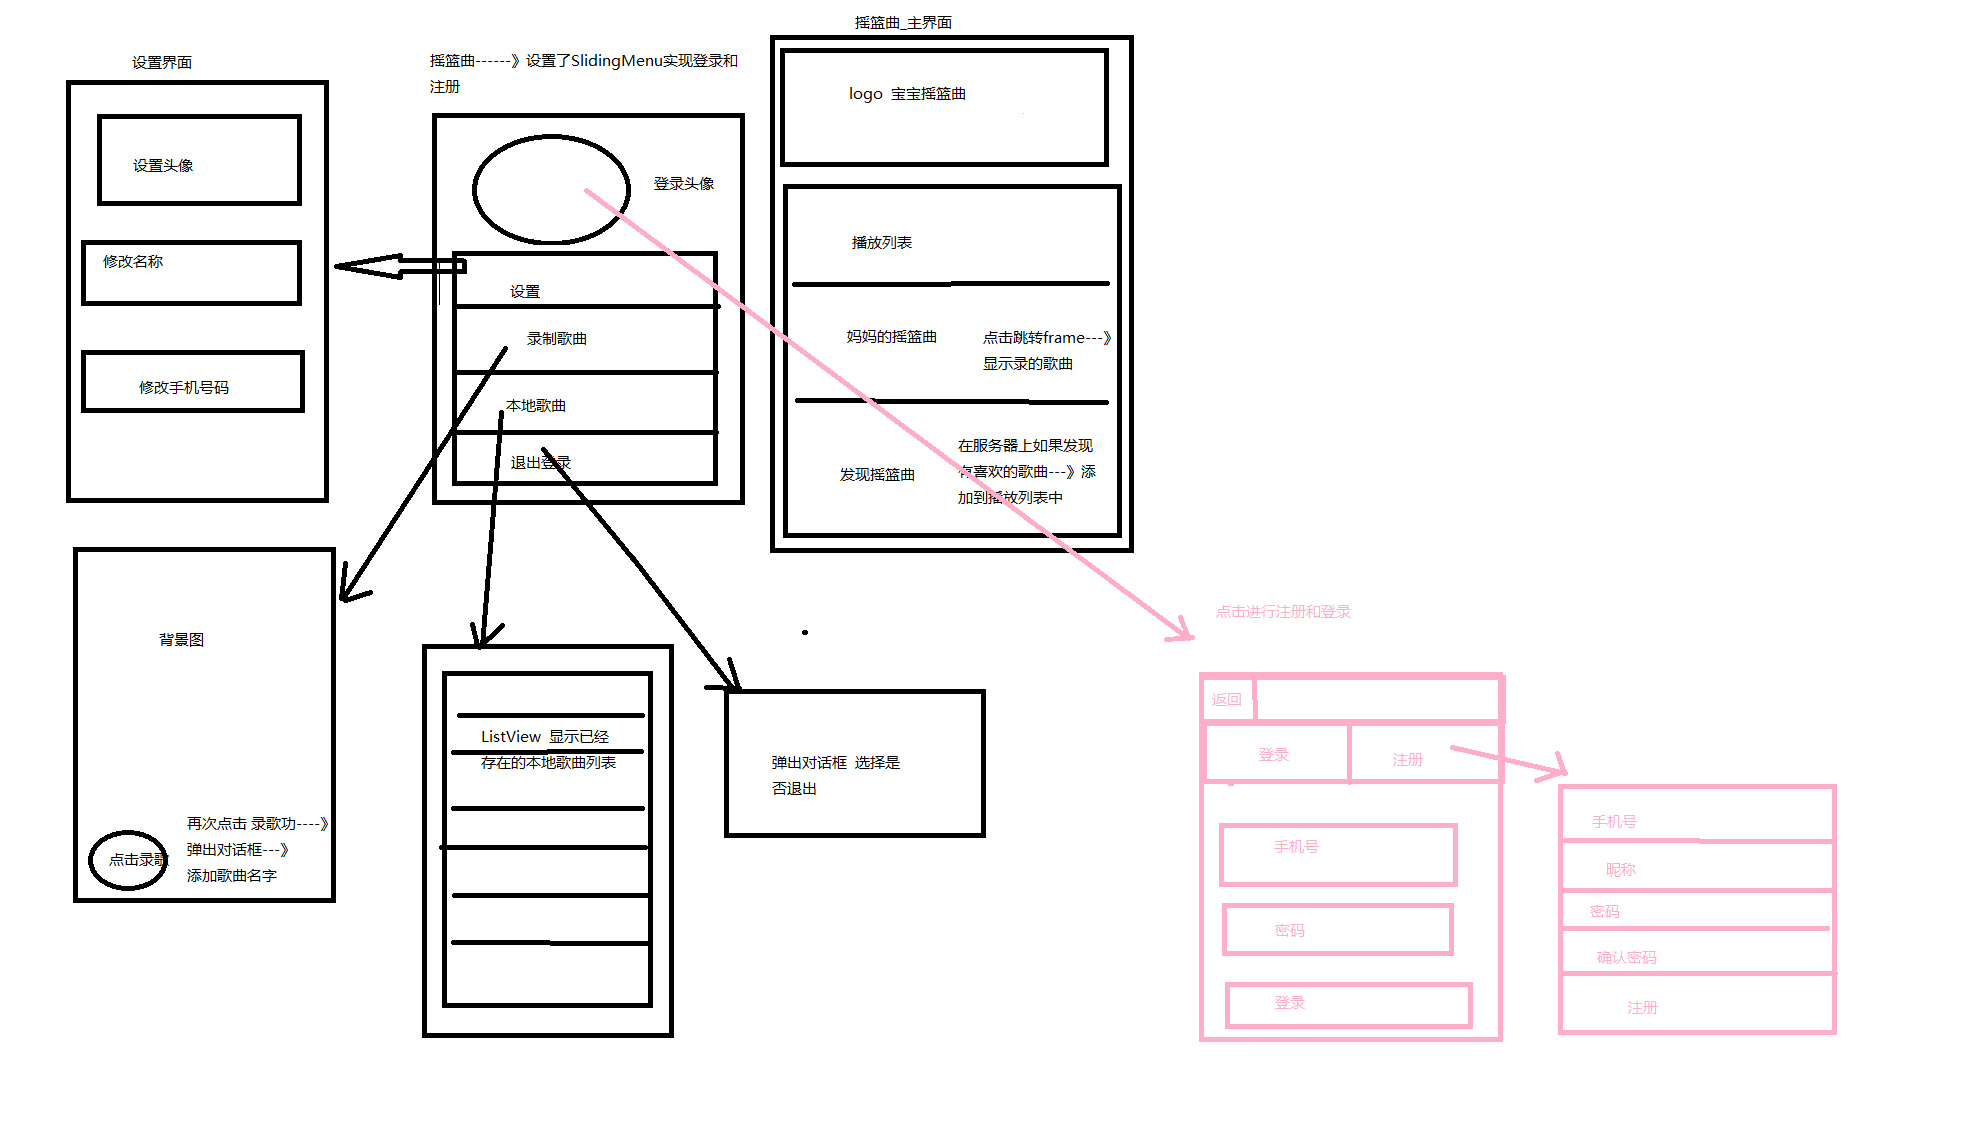 摇篮曲_主界面
设置界面
摇篮曲------》设置了SlidingMenu实现登录和
注册
logo  宝宝摇篮曲
设置头像
登录头像
修改名称
播放列表
设置
录制歌曲
妈妈的摇篮曲
点击跳转frame---》
显示录的歌曲
修改手机号码
本地歌曲
退出登录
发现摇篮曲
在服务器上如果发现
有喜欢的歌曲---》添
加到播放列表中
点击进行注册和登录
背景图
返回
登录
注册
ListView  显示已经
存在的本地歌曲列表
弹出对话框  选择是
否退出
再次点击 录歌功----》
弹出对话框---》
添加歌曲名字
点击录歌
手机号
密码
登录
手机号
昵称
密码
确认密码
注册